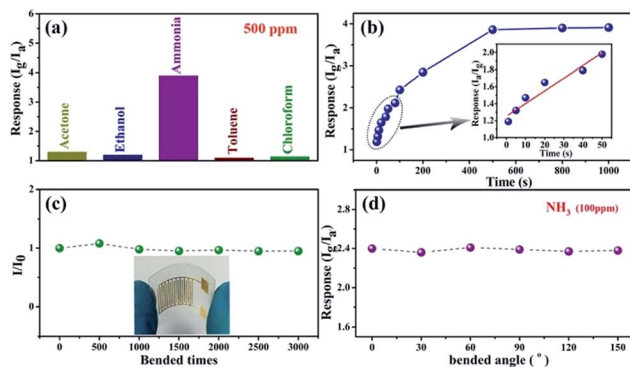 (a)
500 ppm
Response (Ig/Ia)
6
5
4
3
2
1
Acetone
Ethanol
Ammonia
Toluene
Chloroform
(b)
Response (Ig/Ia)
4
3
2
1
0
0 200 400 600 800 1000
Time (s)
Response (Ia/Ig)
2.0
1.8
1.6
1.4
1.2
1.0
0 10 20 30 40 50
Time (s)
(c)
I/I0
2
1
0
0 500 1000 1500 2000 2500 3000
Bended times
(d)
NH3 (100ppm)
Response (Ig/Ia)
2.8
2.4
2.0
1.6
0 30 60 90 120 150
bended angle (°)